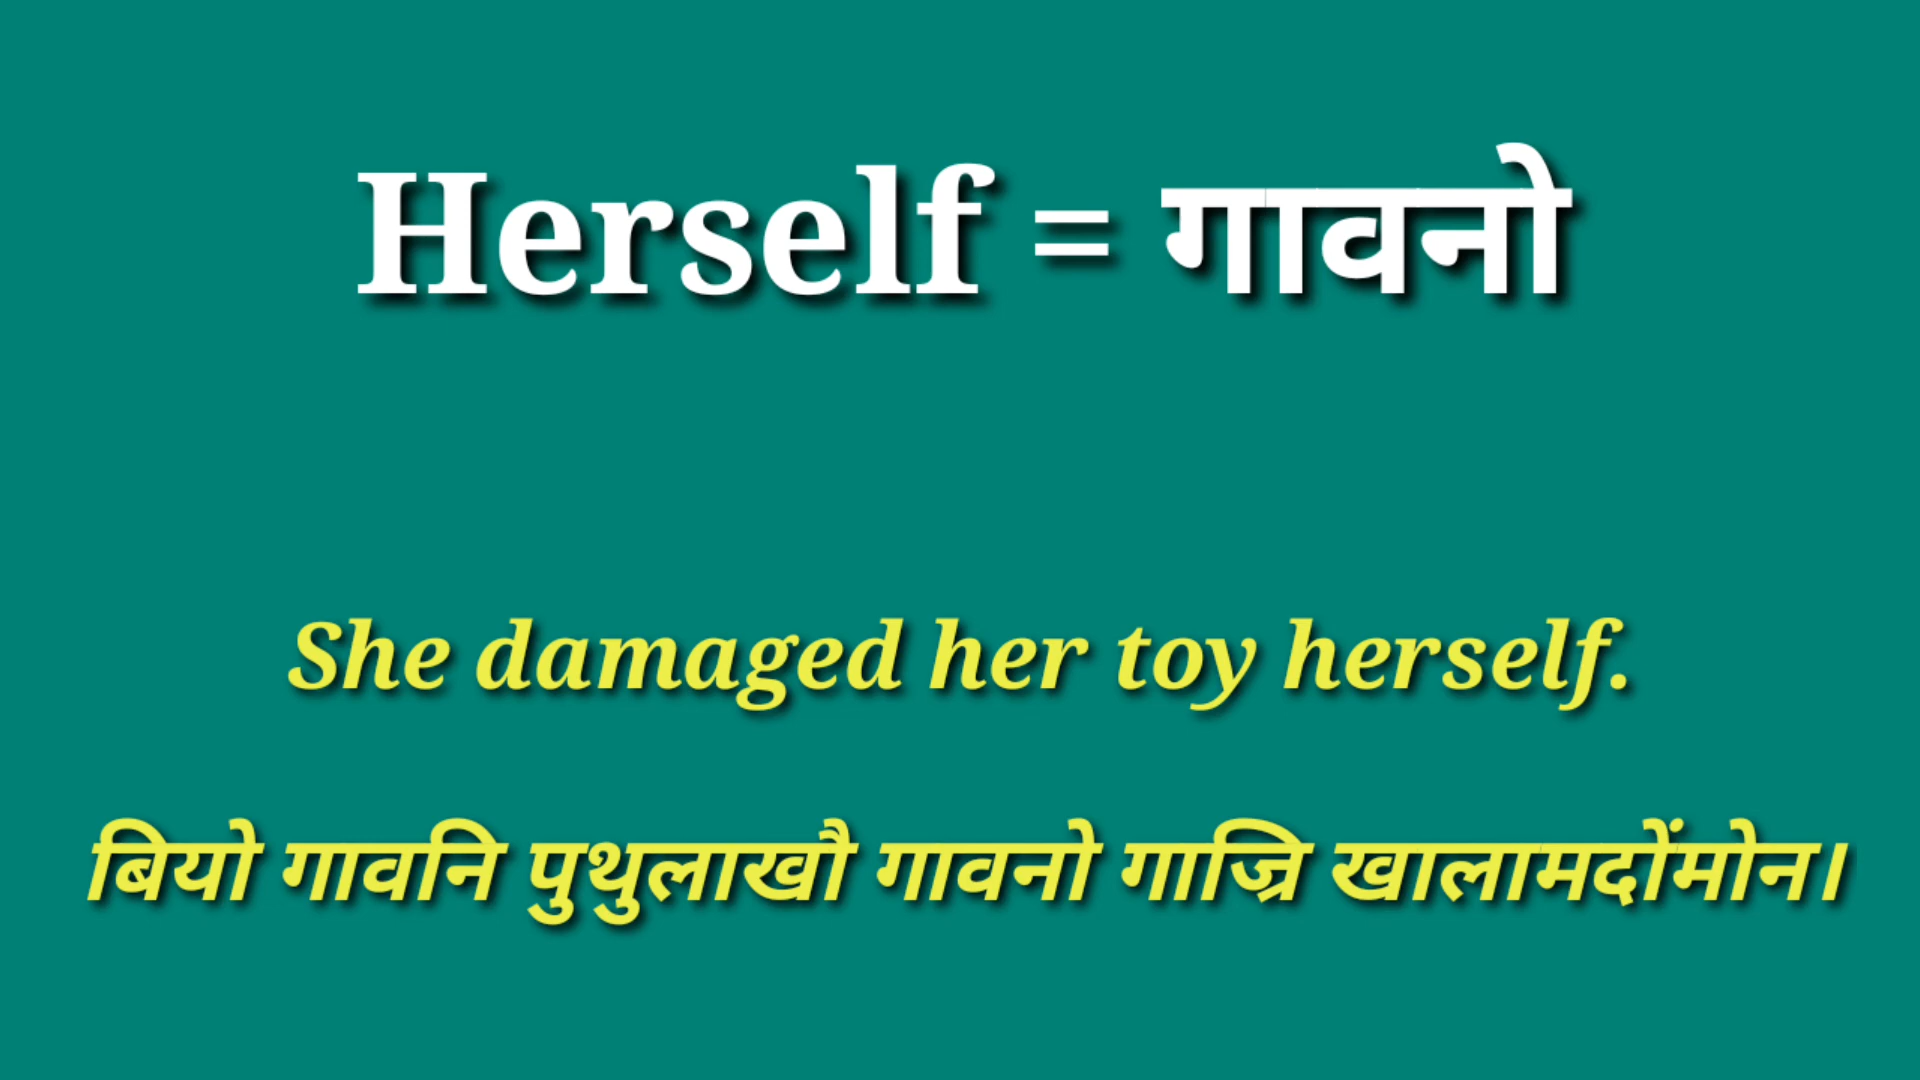 Herself = गावनो
She damaged her toy herself.
बियो गावनि पुथुलाखौ गावनो गाज्रि खालामदोंमोन।